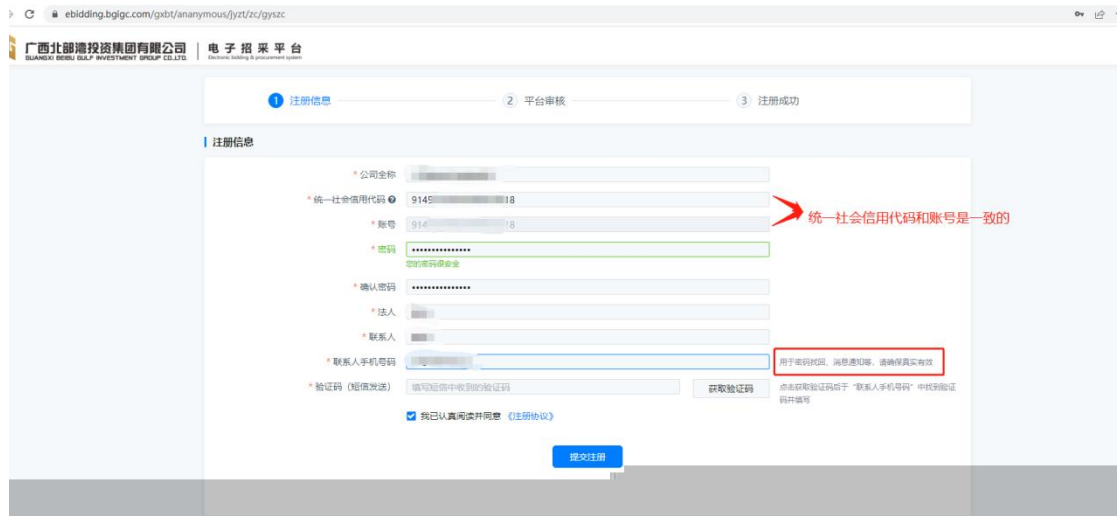 ebidding.bgigc.com/gxbt/ananymous/jyzt/zc/gyszc
广西北部湾投资集团有限公司 电子招采平台
GUANGXI BEIBU GULF INVESTMENT GROUP CO.,LTD. Electronic bidding & procurement system
1 注册信息 2 平台审核 3 注册成功
注册信息
* 公司全称
* 统一社会信用代码 9145 18
统一社会信用代码和账号是一致的
* 账号 914 8
* 密码 •••••••••••••••
您的密码很安全
* 确认密码 •••••••••••••••
* 法人
* 联系人
* 联系人手机号码 用于密码找回、消息通知等，请确保真实有效
* 验证码（短信发送） 填写短信中收到的验证码 获取验证码 点击获取验证码后于“联系人手机号码”中找到验证
码并填写
我已认真阅读并同意 《注册协议》
提交注册